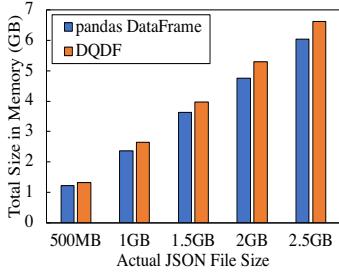 7
6
5
4
3
2
1
0
Total Size in Memory (GB)
pandas DataFrame
DQDF
500MB 1GB 1.5GB 2GB 2.5GB
Actual JSON File Size